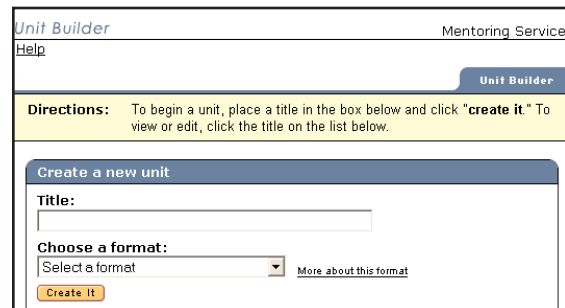 Unit Builder
Mentoring Service
Help
Unit Builder
Directions: To begin a unit, place a title in the box below and click "create it." To
view or edit, click the title on the list below.
Create a new unit
Title:
Choose a format:
Select a format
More about this format
Create It